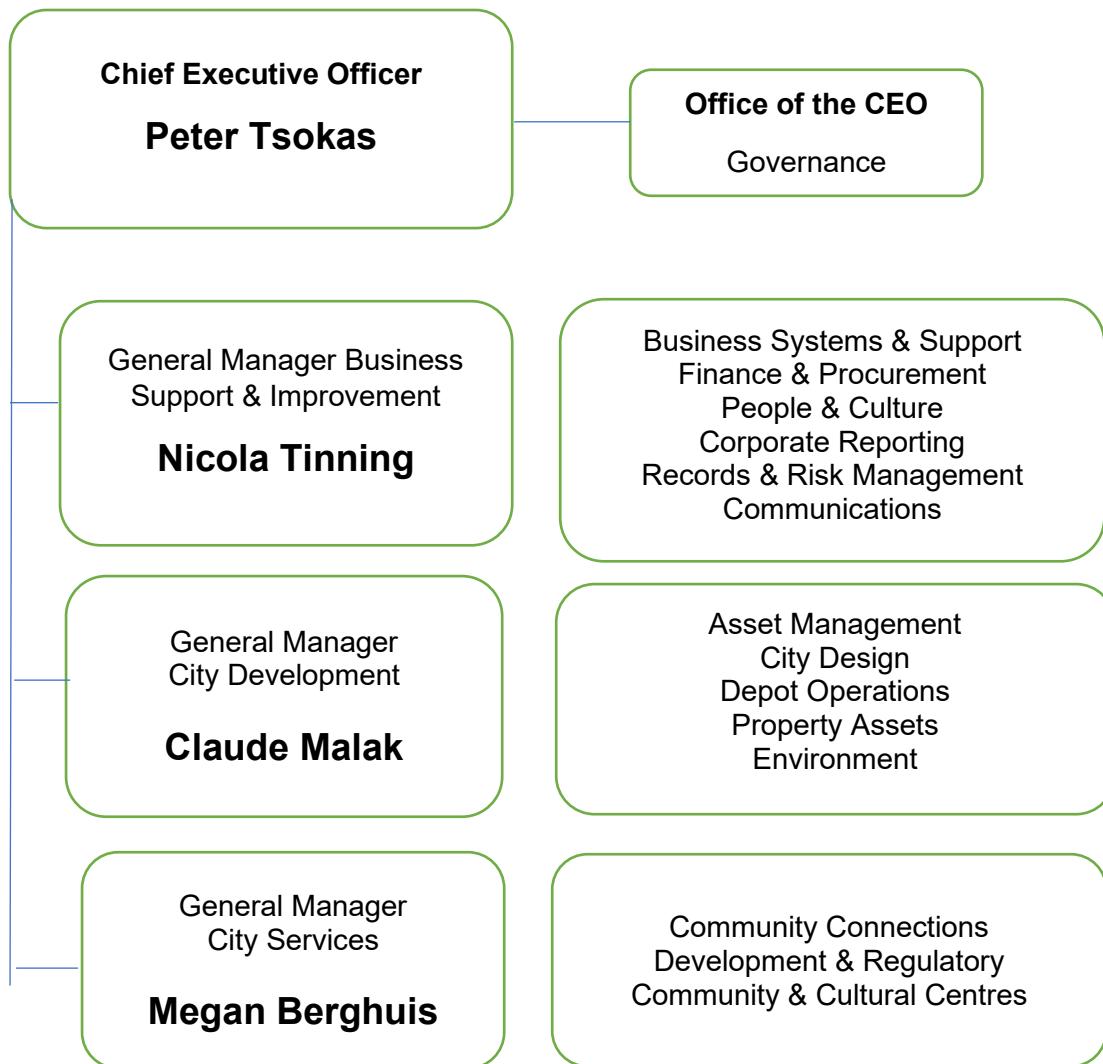 Chief Executive Officer
Peter Tsokas
Office of the CEO
Governance
General Manager Business
Support & Improvement
Nicola Tinning
Business Systems & Support
Finance & Procurement
People & Culture
Corporate Reporting
Records & Risk Management
Communications
General Manager
City Development
Claude Malak
Asset Management
City Design
Depot Operations
Property Assets
Environment
General Manager
City Services
Megan Berghuis
Community Connections
Development & Regulatory
Community & Cultural Centres